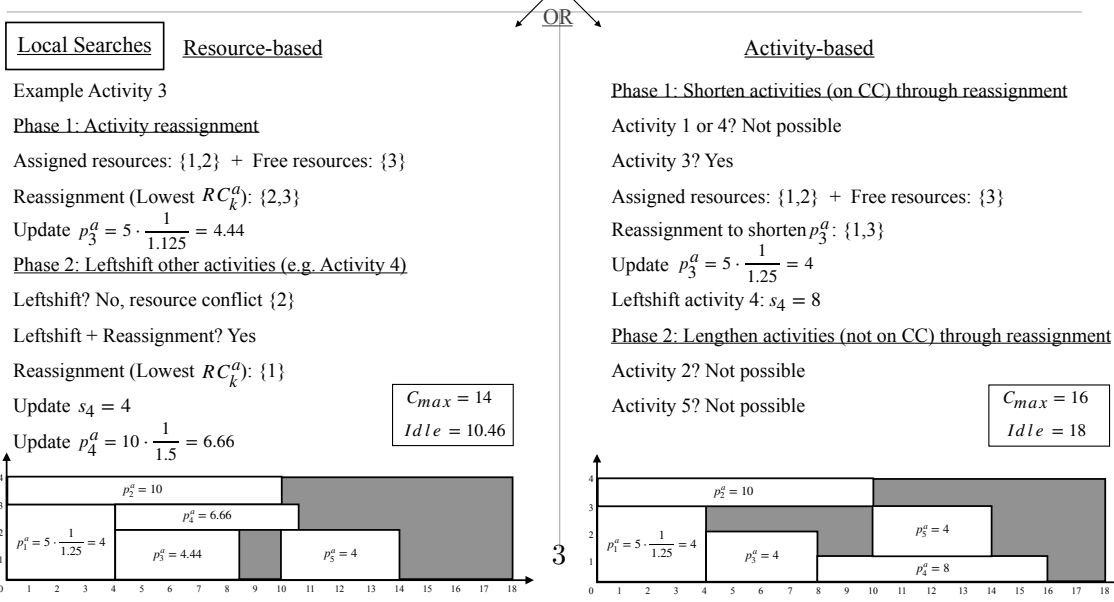 OR
Local Searches Resource-based
Example Activity 3
Phase 1: Activity reassignment
Assigned resources: {1,2} + Free resources: {3}
Reassignment (Lowest RC_k^a): {2,3}
Update p_3^a = 5 · 1/1.125 = 4.44
Phase 2: Leftshift other activities (e.g. Activity 4)
Leftshift? No, resource conflict {2}
Leftshift + Reassignment? Yes
Reassignment (Lowest RC_k^a): {1}
Update s_4 = 4
Update p_4^a = 10 · 1/1.5 = 6.66
C_max = 14
Idle = 10.46
4
3
2
1
0 1 2 3 4 5 6 7 8 9 10 11 12 13 14 15 16 17 18
p_2^a = 10
p_4^a = 6.66
p_1^a = 5 · 1/1.25 = 4
p_3^a = 4.44
p_5^a = 4
3
Activity-based
Phase 1: Shorten activities (on CC) through reassignment
Activity 1 or 4? Not possible
Activity 3? Yes
Assigned resources: {1,2} + Free resources: {3}
Reassignment to shorten p_3^a: {1,3}
Update p_3^a = 5 · 1/1.25 = 4
Leftshift activity 4: s_4 = 8
Phase 2: Lengthen activities (not on CC) through reassignment
Activity 2? Not possible
Activity 5? Not possible
C_max = 16
Idle = 18
4
3
2
1
0 1 2 3 4 5 6 7 8 9 10 11 12 13 14 15 16 17 18
p_2^a = 10
p_1^a = 5 · 1/1.25 = 4
p_3^a = 4
p_5^a = 4
p_4^a = 8